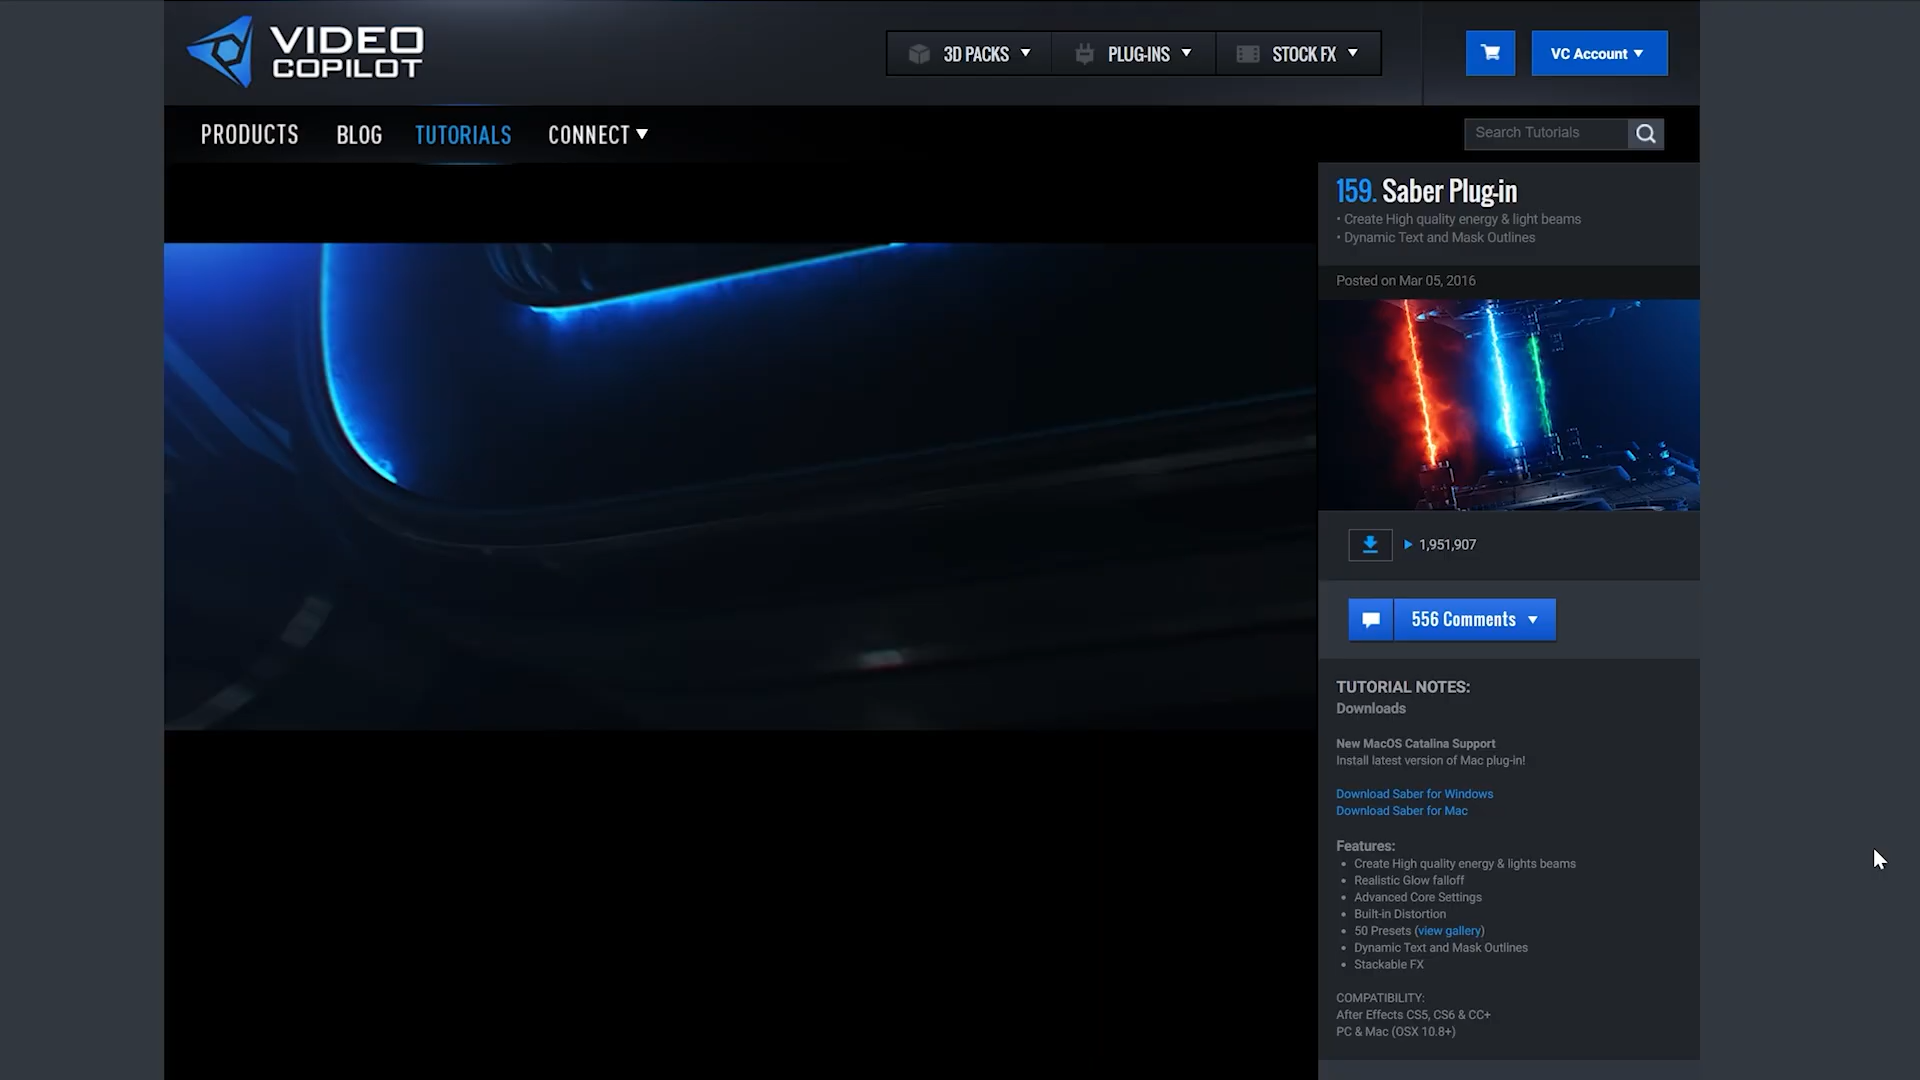 VIDEO
COPILOT
3D PACKS
PLUG-INS
STOCK FX
VC Account
PRODUCTS
BLOG
TUTORIALS
CONNECT
Search Tutorials
159. Saber Plug-in
• Create High quality energy & light beams
• Dynamic Text and Mask Outlines
Posted on Mar 05, 2016
1,951,907
556 Comments
TUTORIAL NOTES:
Downloads
New MacOS Catalina Support
Install latest version of Mac plug-in!
Download Saber for Windows
Download Saber for Mac
Features:
• Create High quality energy & lights beams
• Realistic Glow falloff
• Advanced Core Settings
• Built-in Distortion
• 50 Presets (view gallery)
• Dynamic Text and Mask Outlines
• Stackable FX
COMPATIBILITY:
After Effects CS5, CS6 & CC+
PC & Mac (OSX 10.8+)